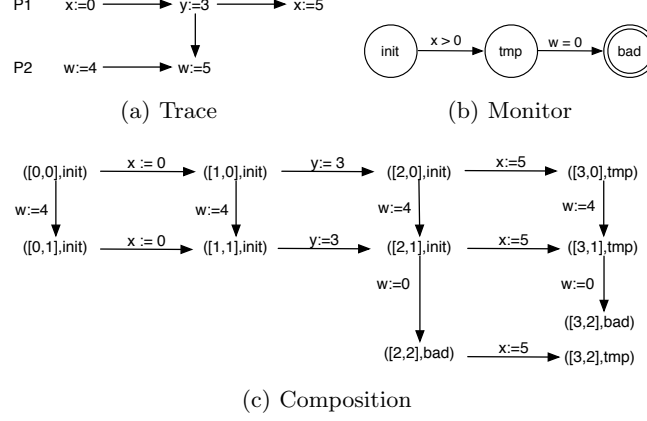 P1 x:=0 y:=3 x:=5
P2 w:=4 w:=5
(a) Trace
init x > 0 tmp w = 0 bad
(b) Monitor
([0,0],init) x := 0 ([1,0],init) y:= 3 ([2,0],init) x:=5 ([3,0],tmp)
w:=4 w:=4 w:=4 w:=4
([0,1],init) x := 0 ([1,1],init) y:=3 ([2,1],init) x:=5 ([3,1],tmp)
w:=0 w:=0
([3,2],bad)
([2,2],bad) x:=5 ([3,2],tmp)
(c) Composition